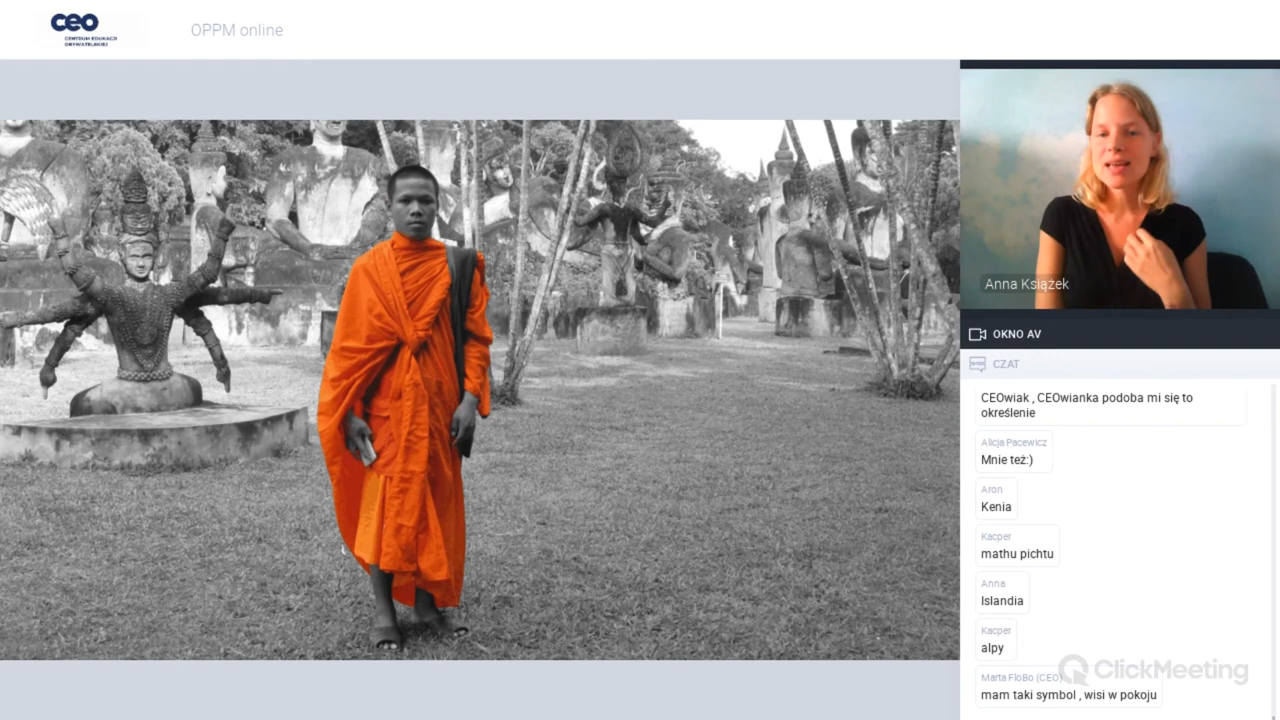 ceo
CENTRUM EDUKACJI
OBYWATELSKIEJ
OPPM online
Anna Książek
OKNO AV
CZAT
CEOwiak , CEOwianka podoba mi się to
określenie
Alicja Pacewicz
Mnie też:)
Aron
Kenia
Kacper
mathu pichtu
Anna
Islandia
Kacper
alpy
Marta FloBo (CEO)
mam taki symbol , wisi w pokoju
ClickMeeting